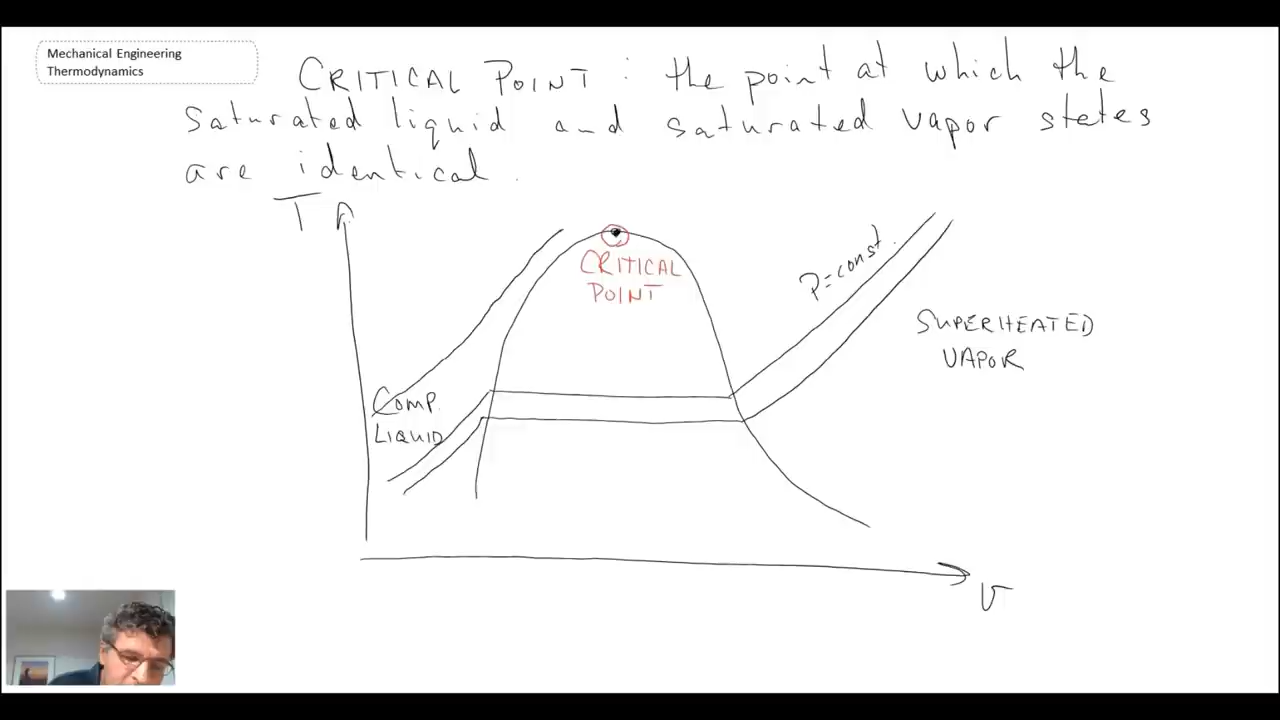 Mechanical Engineering
Thermodynamics
CRITICAL POINT : the point at which the
saturated liquid and saturated vapor states
are identical.
T
CRITICAL
POINT
P=const.
SUPERHEATED
VAPOR
COMP.
LIQUID
v